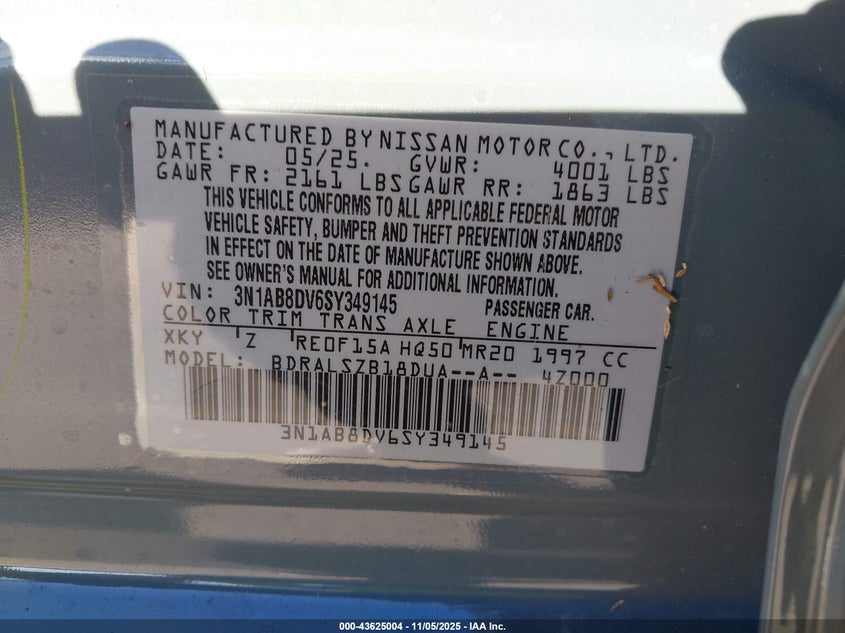 MANUFACTURED BY NISSAN MOTOR CO., LTD.
DATE: 05/25. GVWR: 4001 LBS
GAWR FR: 2161 LBS GAWR RR: 1863 LBS
THIS VEHICLE CONFORMS TO ALL APPLICABLE FEDERAL MOTOR
VEHICLE SAFETY, BUMPER AND THEFT PREVENTION STANDARDS
IN EFFECT ON THE DATE OF MANUFACTURE SHOWN ABOVE.
SEE OWNER'S MANUAL FOR ADDITIONAL INFORMATION.
VIN: 3N1AB8DV6SY349145 PASSENGER CAR.
COLOR TRIM TRANS AXLE ENGINE
XKY Z RE0F15A HQ50 MR20 1997 CC
MODEL: BDRALSZB18DUA--A-- 4Z000
3N1AB8DV6SY349145
000-43625004 - 11/05/2025 - IAA Inc.